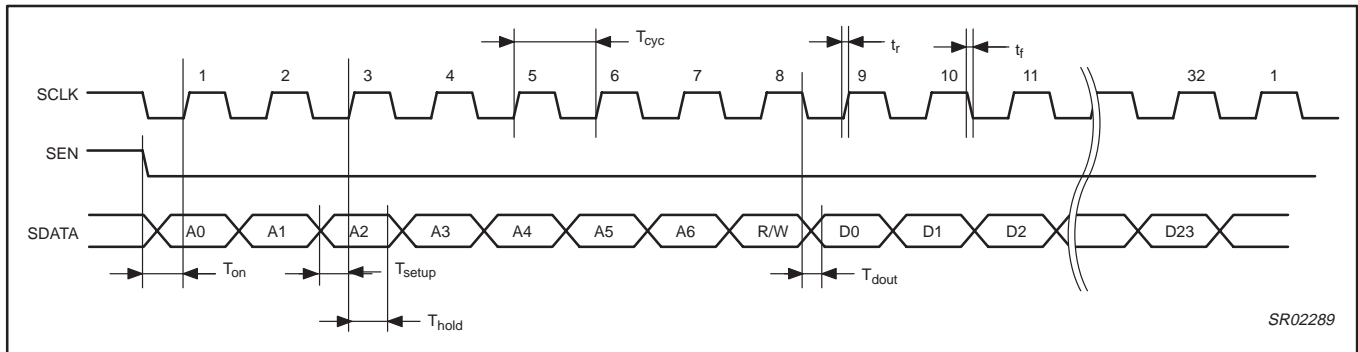 T_cyc t_r t_f
1 2 3 4 5 6 7 8 9 10 11 32 1
SCLK
SEN
SDATA A0 A1 A2 A3 A4 A5 A6 R/W D0 D1 D2 D23
T_on T_setup T_dout
T_hold
SR02289